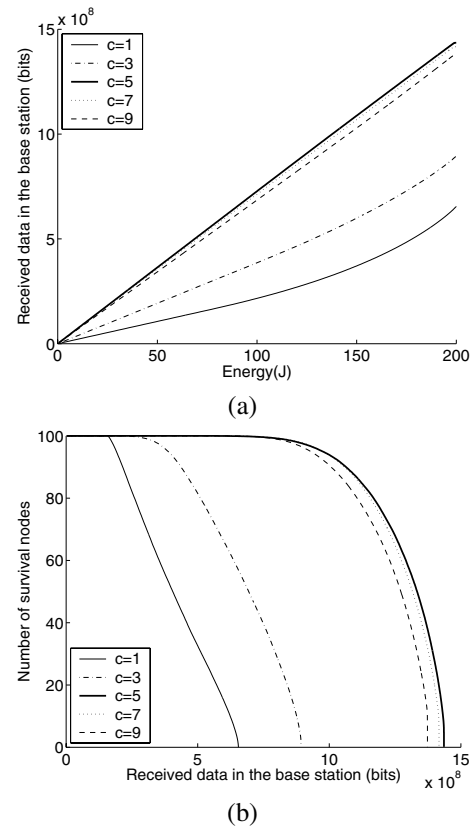 x 10^8
15
10
5
0
Received data in the base station (bits)
c=1
c=3
c=5
c=7
c=9
0 50 100 150 200
Energy(J)
(a)
100
80
60
40
20
0
Number of survival nodes
c=1
c=3
c=5
c=7
c=9
0 5 10 15
Received data in the base station (bits)
x 10^8
(b)